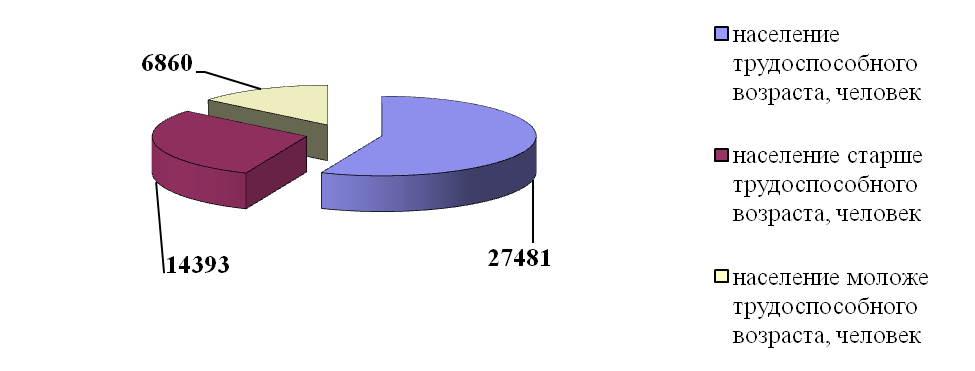 6860
14393
27481
население
трудоспособного
возраста, человек
население старше
трудоспособного
возраста, человек
население моложе
трудоспособного
возраста, человек